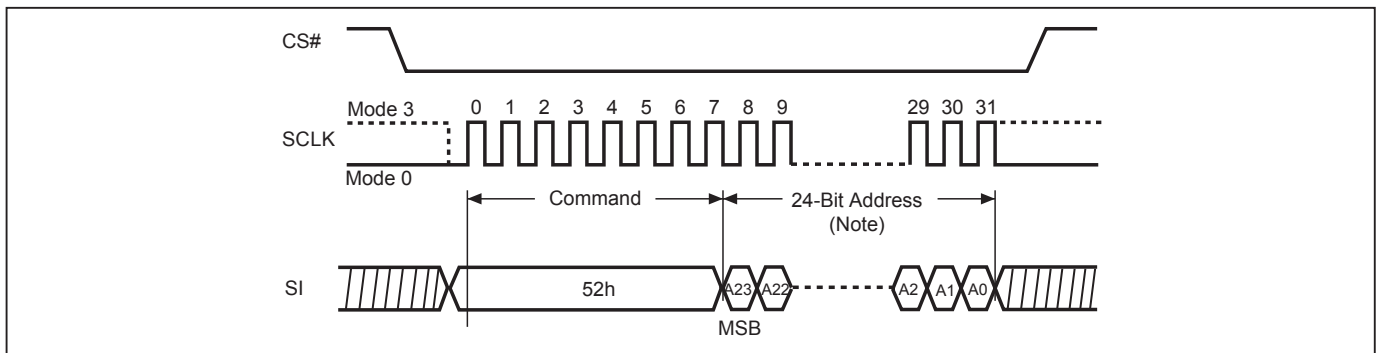 CS#
Mode 3
0 1 2 3 4 5 6 7 8 9 29 30 31
SCLK
Mode 0
Command
24-Bit Address
(Note)
SI
52h
A23 A22 A2 A1 A0
MSB